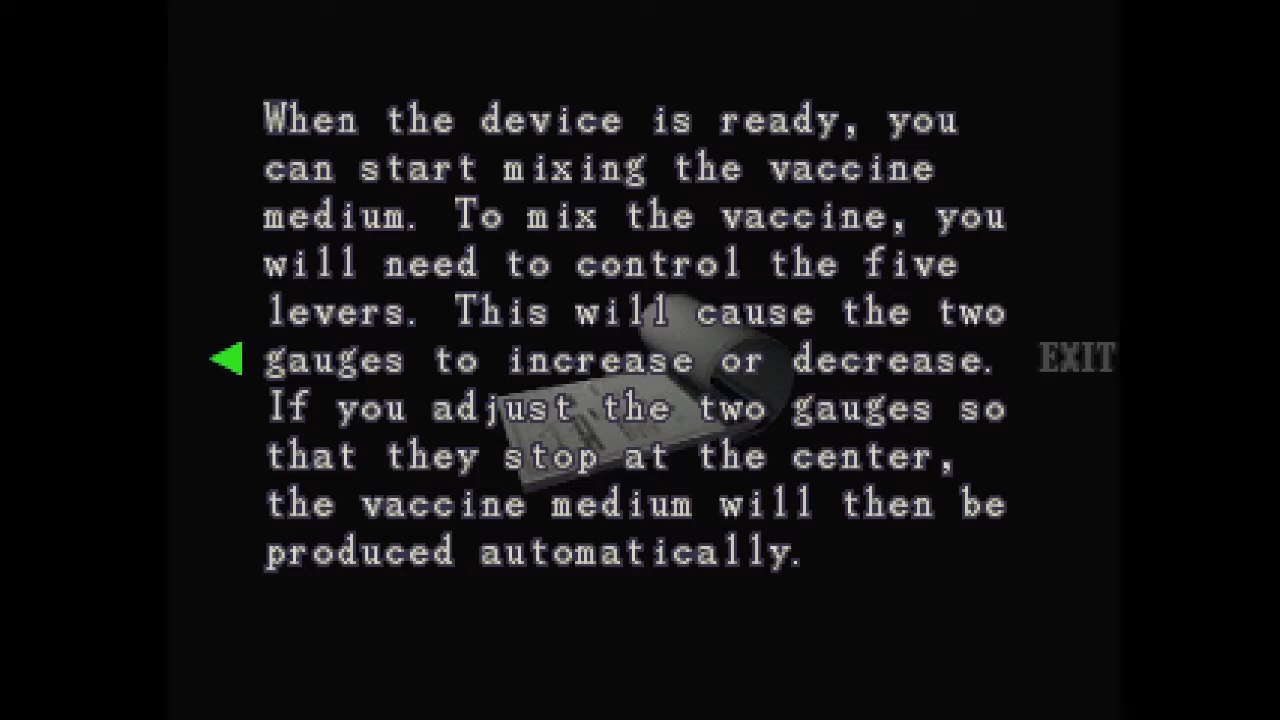 When the device is ready, you
can start mixing the vaccine
medium. To mix the vaccine, you
will need to control the five
levers. This will cause the two
gauges to increase or decrease.
EXIT
If you adjust the two gauges so
that they stop at the center,
the vaccine medium will then be
produced automatically.